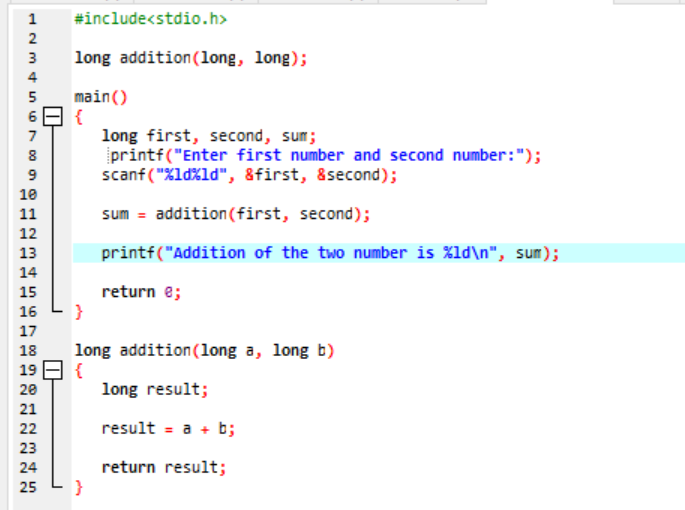 1 #include<stdio.h>
2
3 long addition(long, long);
4
5 main()
6 {
7 long first, second, sum;
8 printf("Enter first number and second number:");
9 scanf("%ld%ld", &first, &second);
10
11 sum = addition(first, second);
12
13 printf("Addition of the two number is %ld\n", sum);
14
15 return 0;
16 }
17
18 long addition(long a, long b)
19 {
20 long result;
21
22 result = a + b;
23
24 return result;
25 }